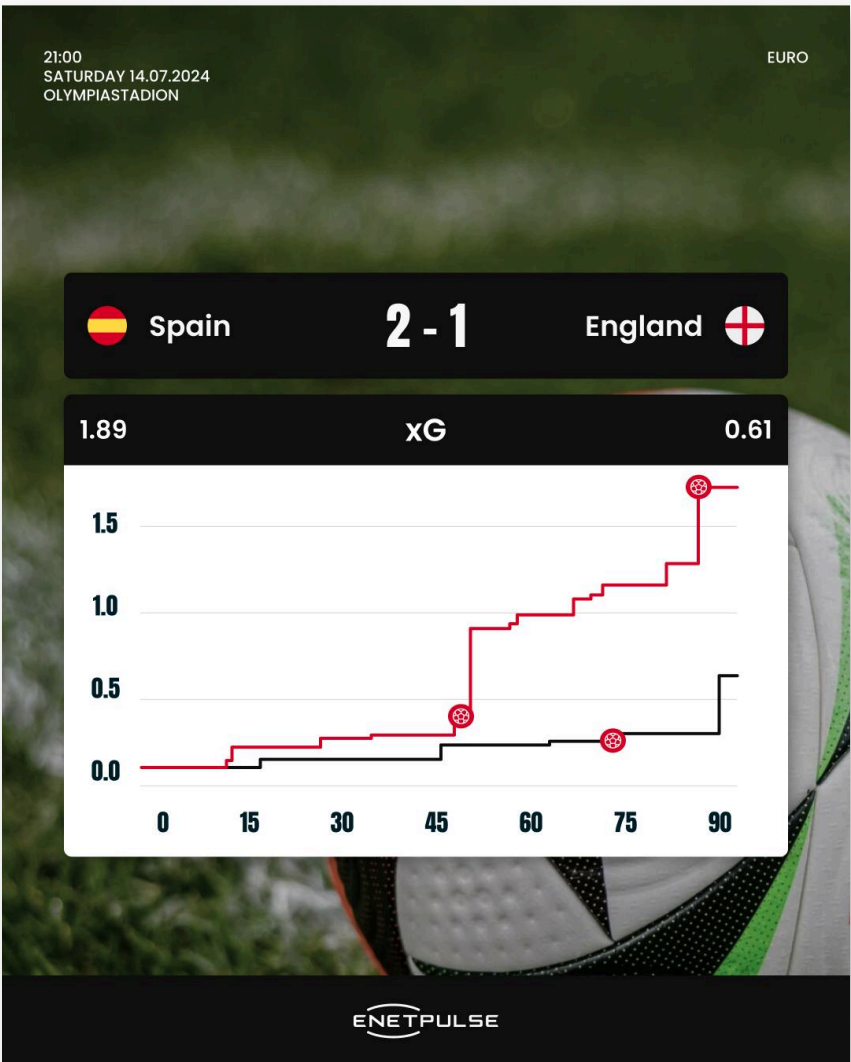 21:00
SATURDAY 14.07.2024
OLYMPIASTADION
EURO
Spain 2 - 1 England
1.89 xG 0.61
1.5
1.0
0.5
0.0
0 15 30 45 60 75 90
ENETPULSE